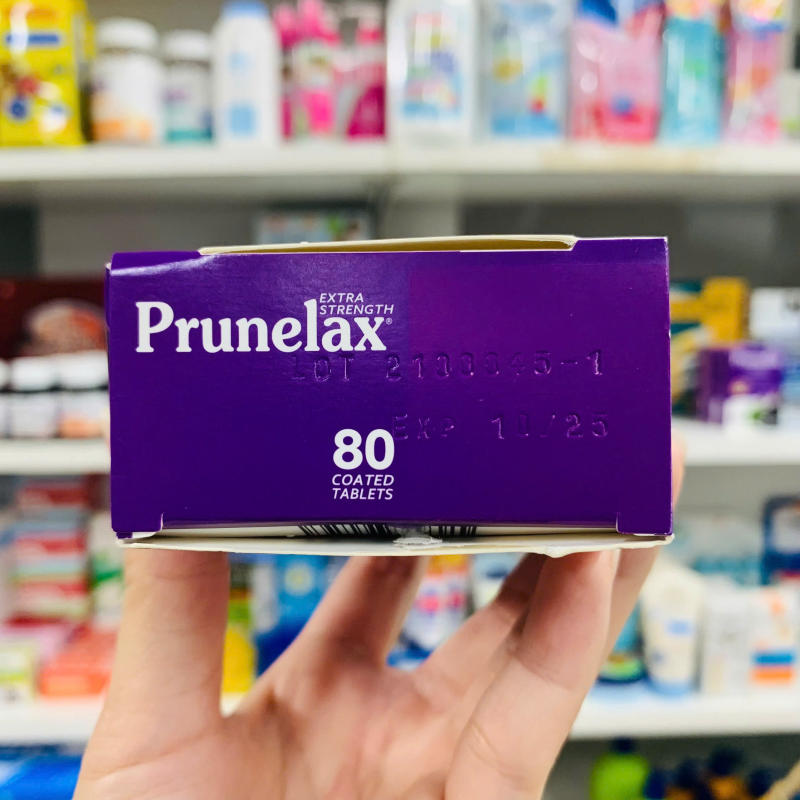 EXTRA
STRENGTH
Prunelax®
LOT
EXP 10/25
80
COATED
TABLETS